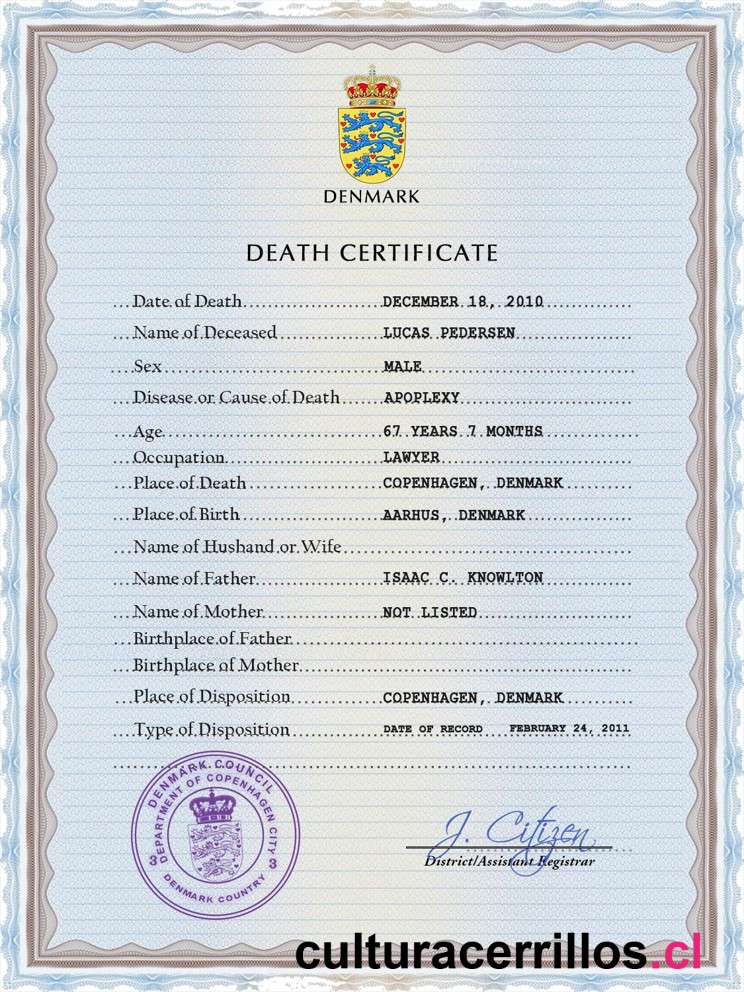 DENMARK
DEATH CERTIFICATE
Date of Death DECEMBER 18, 2010
Name of Deceased LUCAS PEDERSEN
Sex MALE
Disease or Cause of Death APOPLEXY
Age 67 YEARS 7 MONTHS
Occupation LAWYER
Place of Death COPENHAGEN, DENMARK
Place of Birth AARHUS, DENMARK
Name of Husband or Wife
Name of Father ISAAC C. KNOWLTON
Name of Mother NOT LISTED
Birthplace of Father
Birthplace of Mother
Place of Disposition COPENHAGEN, DENMARK
Type of Disposition DATE OF RECORD FEBRUARY 24, 2011
DENMARK COUNCIL
DEPARTMENT OF COPENHAGEN CITY
3 3
DENMARK COUNTRY
J. Citizen
District/Assistant Registrar
culturacerrillos.cl